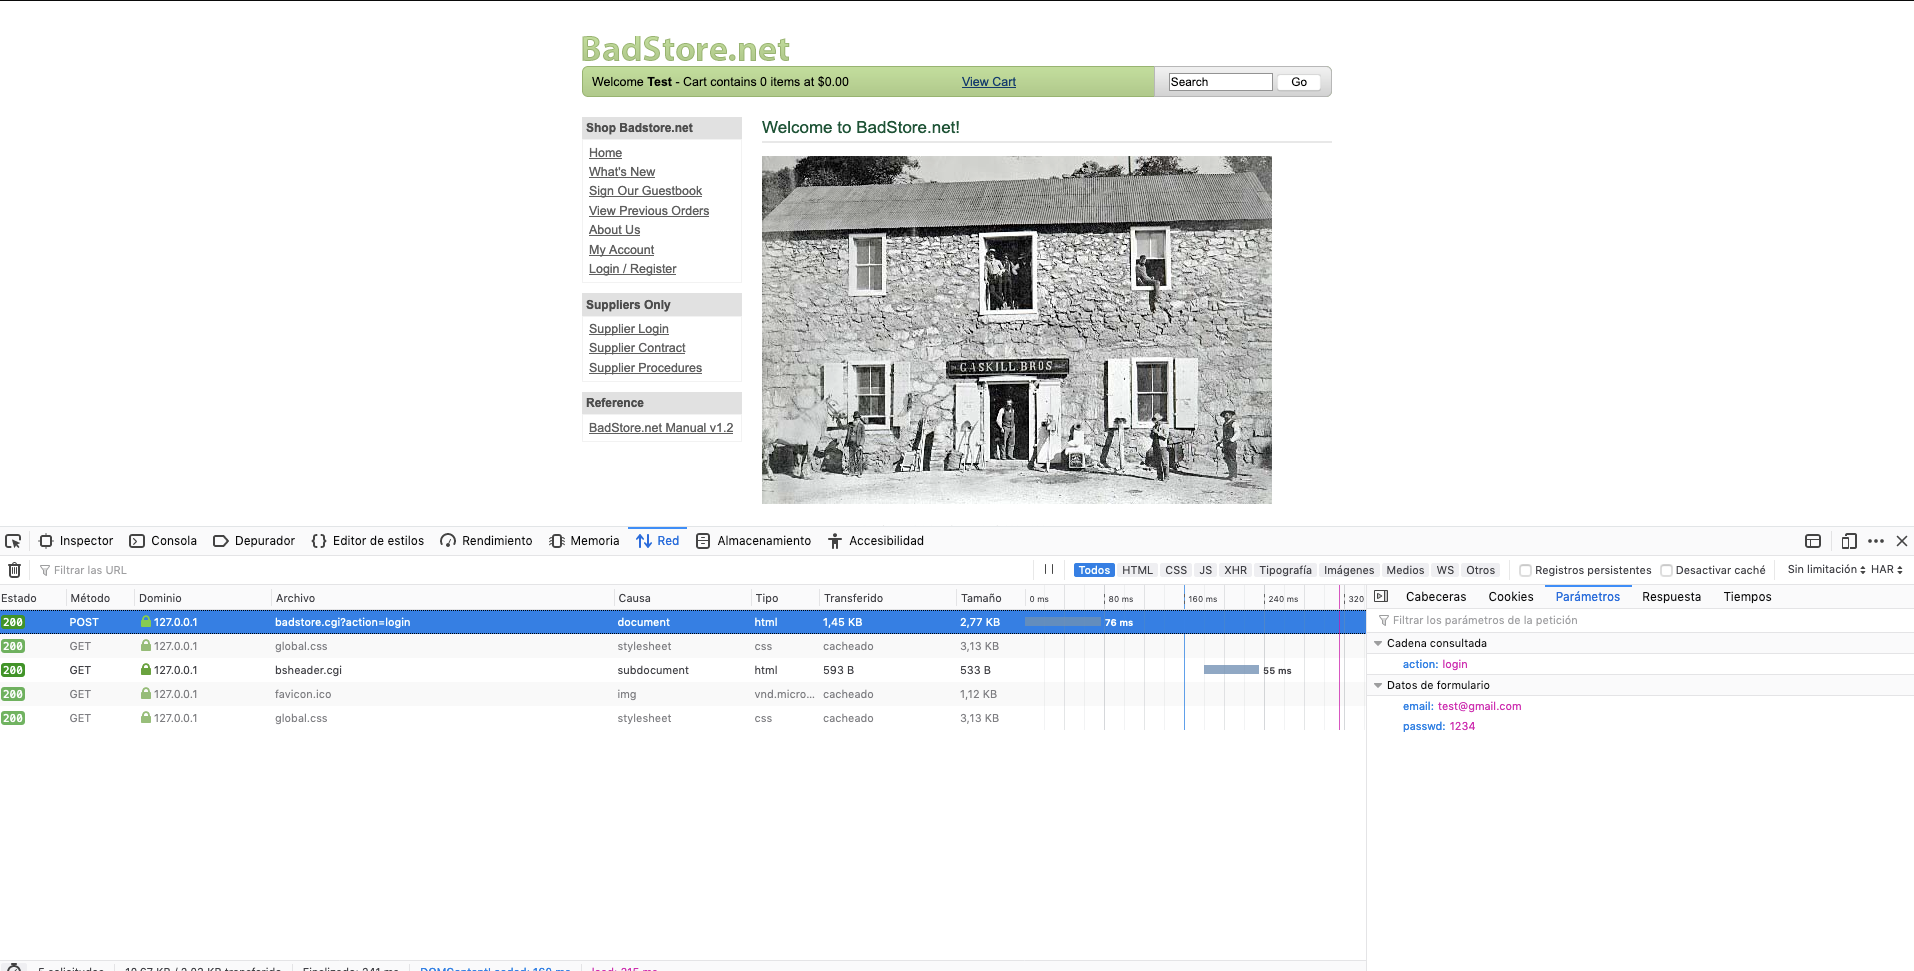 BadStore.net
Welcome Test - Cart contains 0 items at $0.00 View Cart Search Go
Shop Badstore.net
Home
What's New
Sign Our Guestbook
View Previous Orders
About Us
My Account
Login / Register
Suppliers Only
Supplier Login
Supplier Contract
Supplier Procedures
Reference
BadStore.net Manual v1.2
Welcome to BadStore.net!
GASKILL BROS
Inspector Consola Depurador Editor de estilos Rendimiento Memoria Red Almacenamiento Accesibilidad
Filtrar las URL Todos HTML CSS JS XHR Tipografía Imágenes Medios WS Otros Registros persistentes Desactivar caché Sin limitación HAR
Estado Método Dominio Archivo Causa Tipo Transferido Tamaño 0 ms 80 ms 160 ms 240 ms 320
200 POST 127.0.0.1 badstore.cgi?action=login document html 1,45 KB 2,77 KB 76 ms
200 GET 127.0.0.1 global.css stylesheet css cacheado 3,13 KB
200 GET 127.0.0.1 bsheader.cgi subdocument html 593 B 533 B 55 ms
200 GET 127.0.0.1 favicon.ico img vnd.micro... cacheado 1,12 KB
200 GET 127.0.0.1 global.css stylesheet css cacheado 3,13 KB
Cabeceras Cookies Parámetros Respuesta Tiempos
Filtrar los parámetros de la petición
Cadena consultada
action: login
Datos de formulario
email: test@gmail.com
passwd: 1234